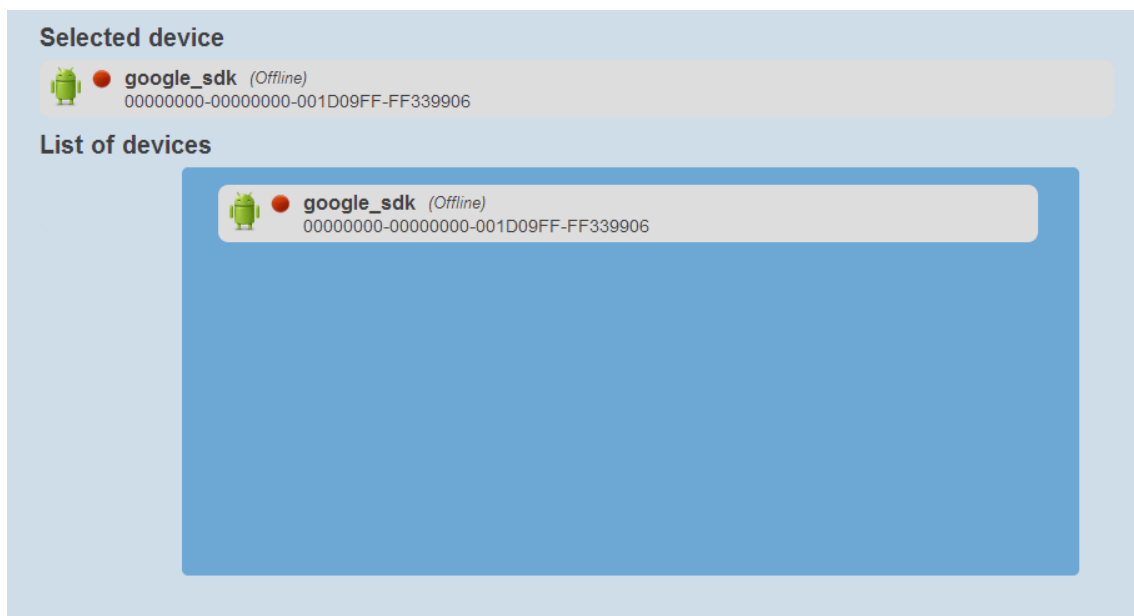 Selected device
google_sdk (Offline)
00000000-00000000-001D09FF-FF339906
List of devices
google_sdk (Offline)
00000000-00000000-001D09FF-FF339906